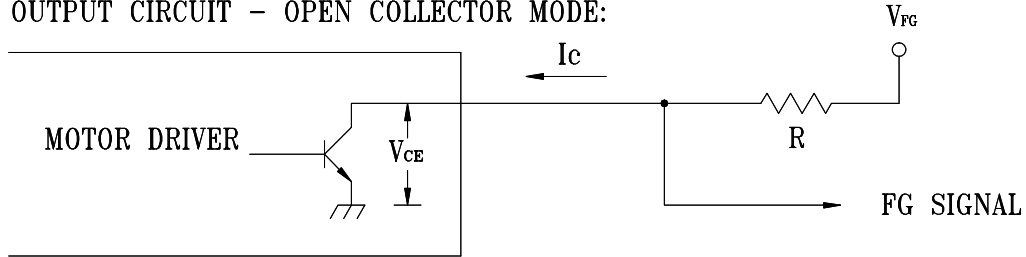 OUTPUT CIRCUIT - OPEN COLLECTOR MODE:
VFG
Ic
MOTOR DRIVER
VCE
R
FG SIGNAL